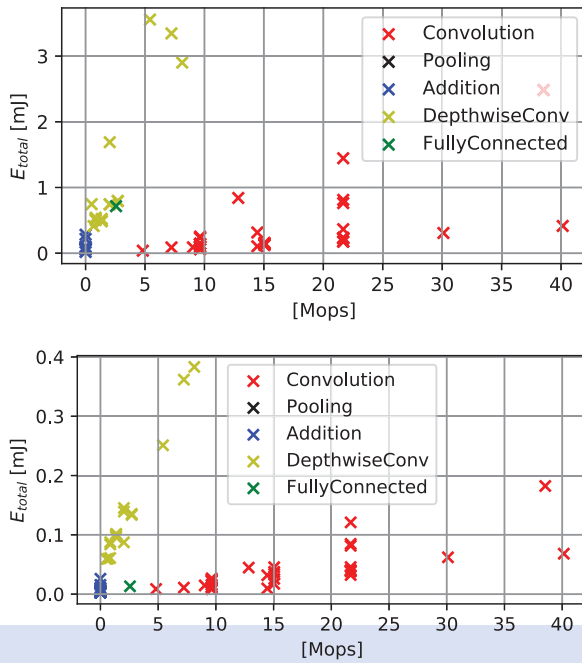 3
2
1
0
E_total [mJ]
Convolution
Pooling
Addition
DepthwiseConv
FullyConnected
0 5 10 15 20 25 30 35 40
[Mops]
0.4
0.3
0.2
0.1
0.0
E_total [mJ]
Convolution
Pooling
Addition
DepthwiseConv
FullyConnected
0 5 10 15 20 25 30 35 40
[Mops]